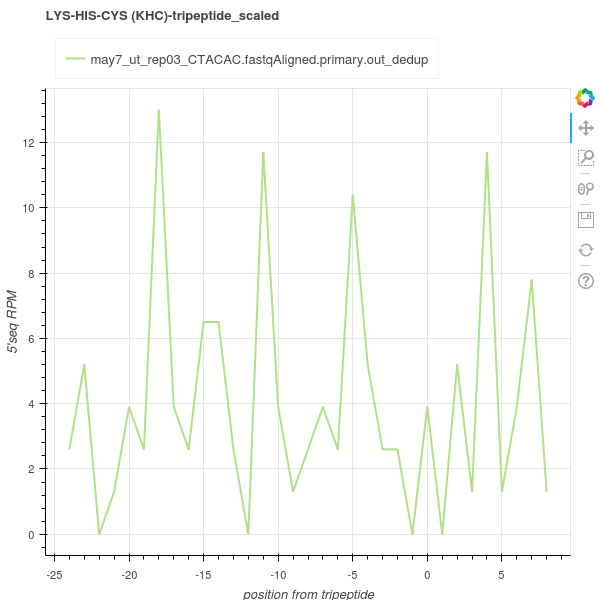 LYS-HIS-CYS (KHC)-tripeptide_scaled
may7_ut_rep03_CTACAC.fastqAligned.primary.out_dedup
12
10
8
6
4
2
0
5'seq RPM
-25 -20 -15 -10 -5 0 5
position from tripeptide